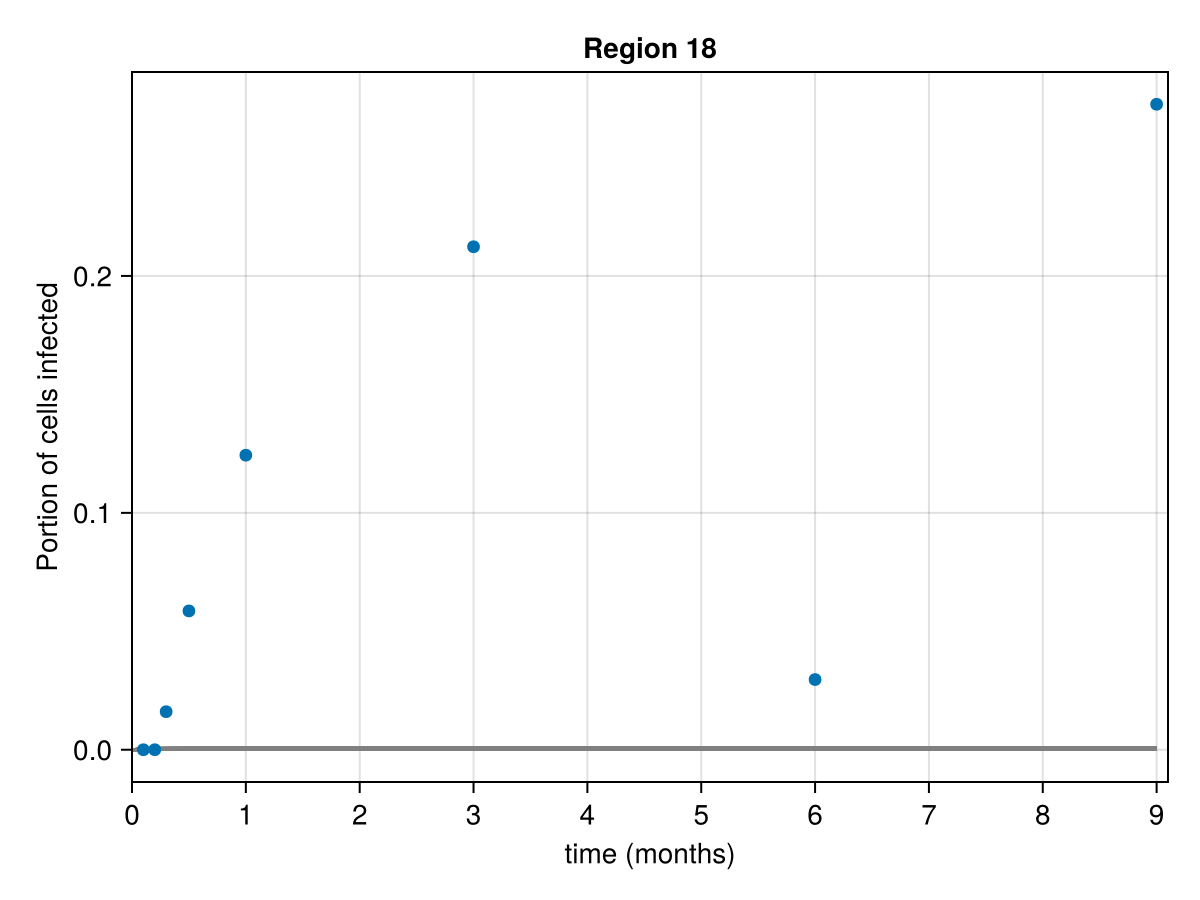 Region 18
Portion of cells infected
0.2
0.1
0.0
0 1 2 3 4 5 6 7 8 9
time (months)